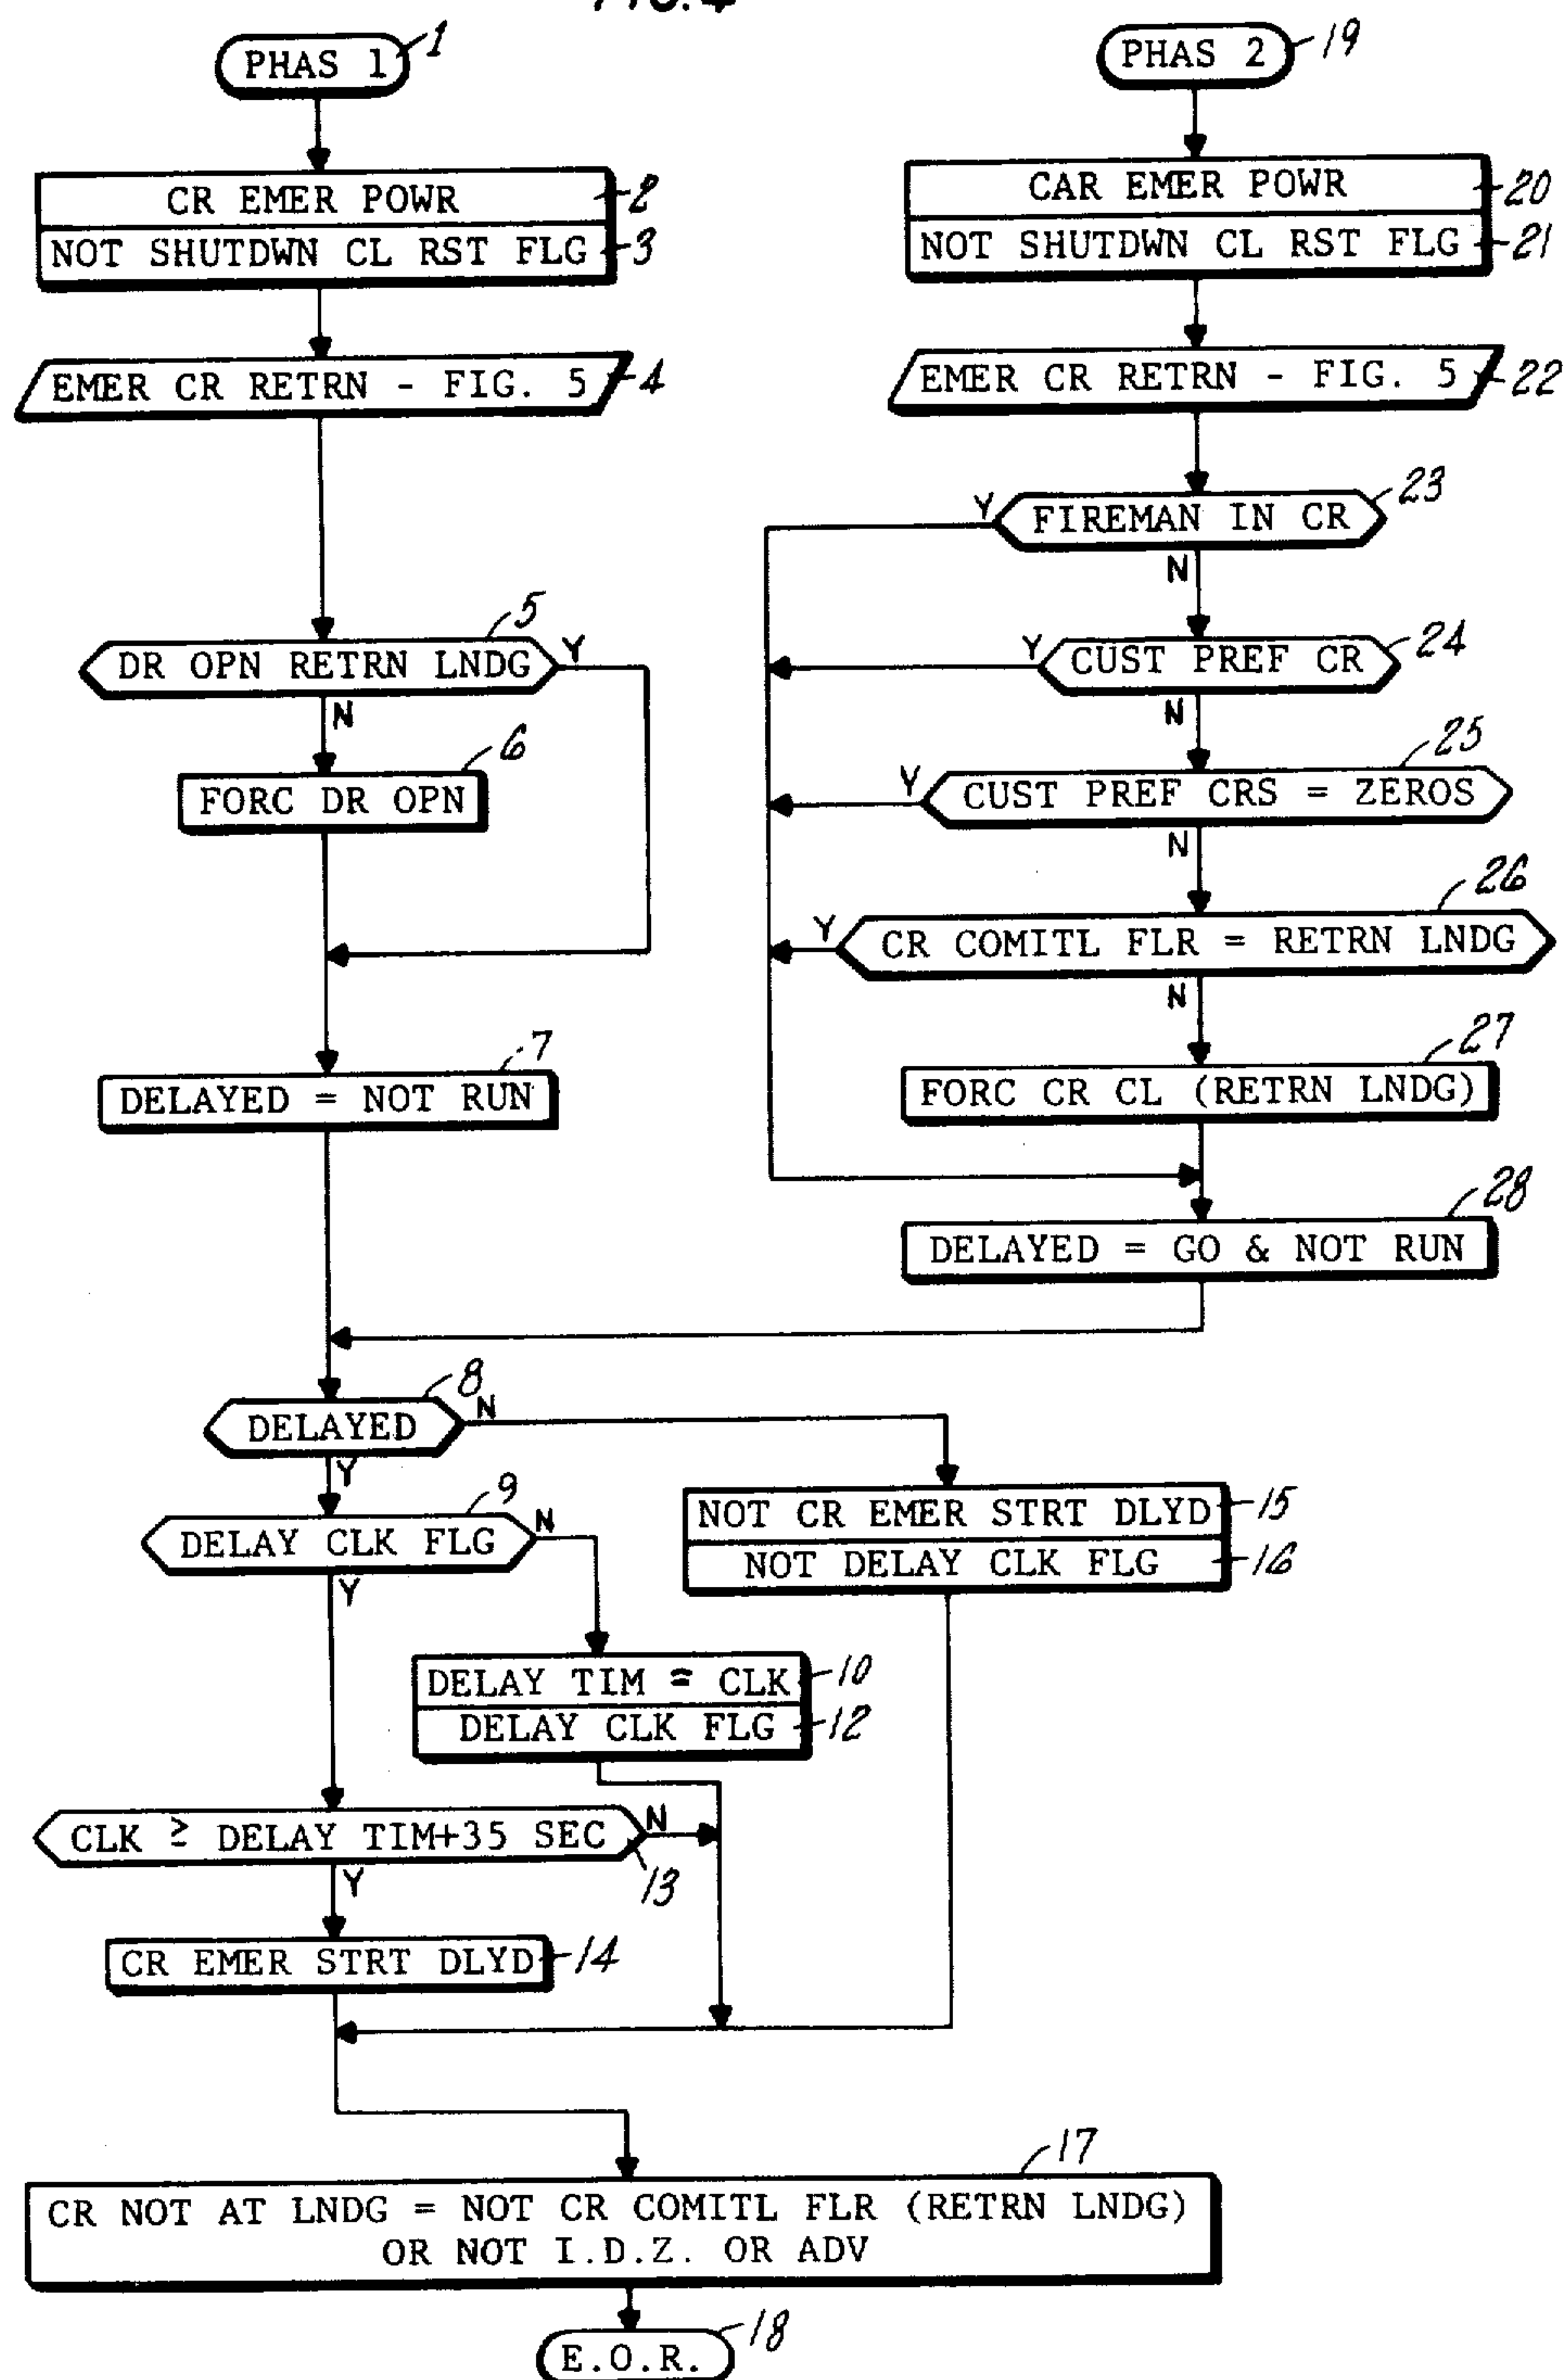 PHAS 1
1
CR EMER POWR
2
NOT SHUTDWN CL RST FLG
3
EMER CR RETRN - FIG. 5
4
5
DR OPN RETRN LNDG
Y
N
6
FORC DR OPN
7
DELAYED = NOT RUN
PHAS 2
19
CAR EMER POWR
20
NOT SHUTDWN CL RST FLG
21
EMER CR RETRN - FIG. 5
22
23
Y
FIREMAN IN CR
N
24
Y
CUST PREF CR
N
25
Y
CUST PREF CRS = ZEROS
N
26
Y
CR COMITL FLR = RETRN LNDG
N
27
FORC CR CL (RETRN LNDG)
28
DELAYED = GO & NOT RUN
8
DELAYED
N
Y
9
DELAY CLK FLG
N
Y
NOT CR EMER STRT DLYD
15
NOT DELAY CLK FLG
16
DELAY TIM = CLK
10
DELAY CLK FLG
12
CLK ≥ DELAY TIM+35 SEC
N
13
Y
CR EMER STRT DLYD
14
17
CR NOT AT LNDG = NOT CR COMITL FLR (RETRN LNDG)
OR NOT I.D.Z. OR ADV
E.O.R.
18